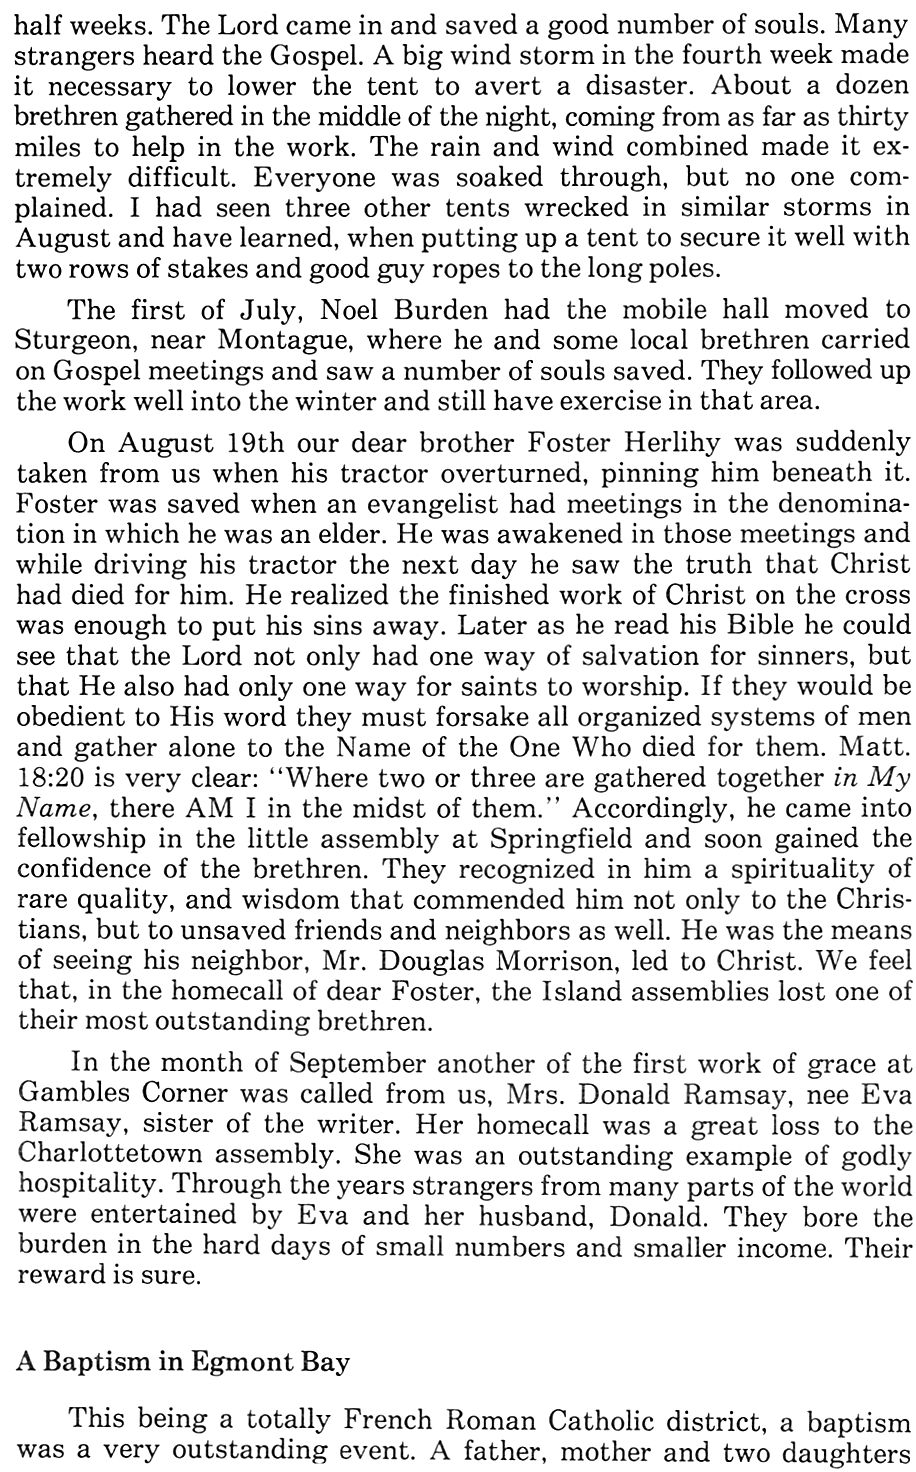 half weeks. The Lord came in and saved a good number of souls. Many
strangers heard the Gospel. A big wind storm in the fourth week made
it necessary to lower the tent to avert a disaster. About a dozen
brethren gathered in the middle of the night, coming from as far as thirty
miles to help in the work. The rain and wind combined made it ex-
tremely difficult. Everyone was soaked through, but no one com-
plained. I had seen three other tents wrecked in similar storms in
August and have learned, when putting up a tent to secure it well with
two rows of stakes and good guy ropes to the long poles.
The first of July, Noel Burden had the mobile hall moved to
Sturgeon, near Montague, where he and some local brethren carried
on Gospel meetings and saw a number of souls saved. They followed up
the work well into the winter and still have exercise in that area.
On August 19th our dear brother Foster Herlihy was suddenly
taken from us when his tractor overturned, pinning him beneath it.
Foster was saved when an evangelist had meetings in the denomina-
tion in which he was an elder. He was awakened in those meetings and
while driving his tractor the next day he saw the truth that Christ
had died for him. He realized the finished work of Christ on the cross
was enough to put his sins away. Later as he read his Bible he could
see that the Lord not only had one way of salvation for sinners, but
that He also had only one way for saints to worship. If they would be
obedient to His word they must forsake all organized systems of men
and gather alone to the Name of the One Who died for them. Matt.
18:20 is very clear: ‘‘Where two or three are gathered together in My
Name, there AM I in the midst of them.’’ Accordingly, he came into
fellowship in the little assembly at Springfield and soon gained the
confidence of the brethren. They recognized in him a spirituality of
rare quality, and wisdom that commended him not only to the Chris-
tians, but to unsaved friends and neighbors as well. He was the means
of seeing his neighbor, Mr. Douglas Morrison, led to Christ. We feel
that, in the homecall of dear Foster, the Island assemblies lost one of
their most outstanding brethren.
In the month of September another of the first work of grace at
Gambles Corner was called from us, Mrs. Donald Ramsay, nee Eva
Ramsay, sister of the writer. Her homecall was a great loss to the
Charlottetown assembly. She was an outstanding example of godly
hospitality. Through the years strangers from many parts of the world
were entertained by Eva and her husband, Donald. They bore the
burden in the hard days of small numbers and smaller income. Their
reward is sure.
A Baptism in Egmont Bay
This being a totally French Roman Catholic district, a baptism
was a very outstanding event. A father, mother and two daughters